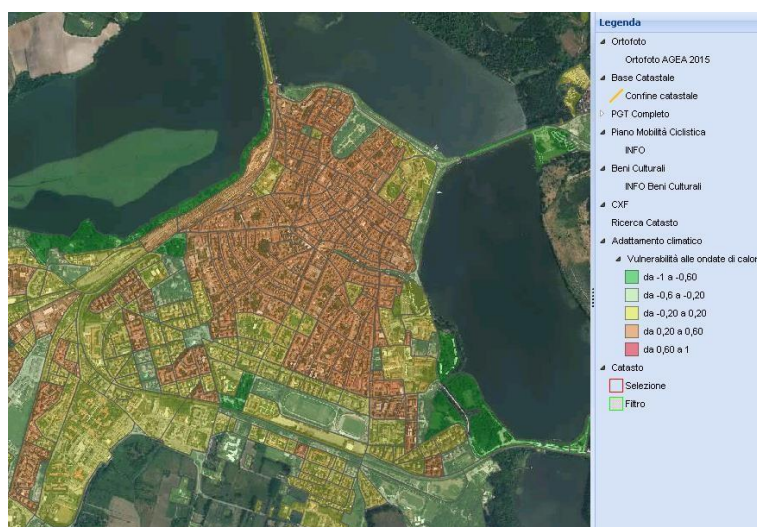 Legenda
Ortofoto
Ortofoto AGEA 2015
Base Catastale
Confine catastale
PGT Completo
Piano Mobilità Ciclistica
INFO
Beni Culturali
INFO Beni Culturali
CXF
Ricerca Catasto
Adattamento climatico
Vulnerabilità alle ondate di calor
da -1 a -0,60
da -0,6 a -0,20
da -0,20 a 0,20
da 0,20 a 0,60
da 0,60 a 1
Catasto
Selezione
Filtro